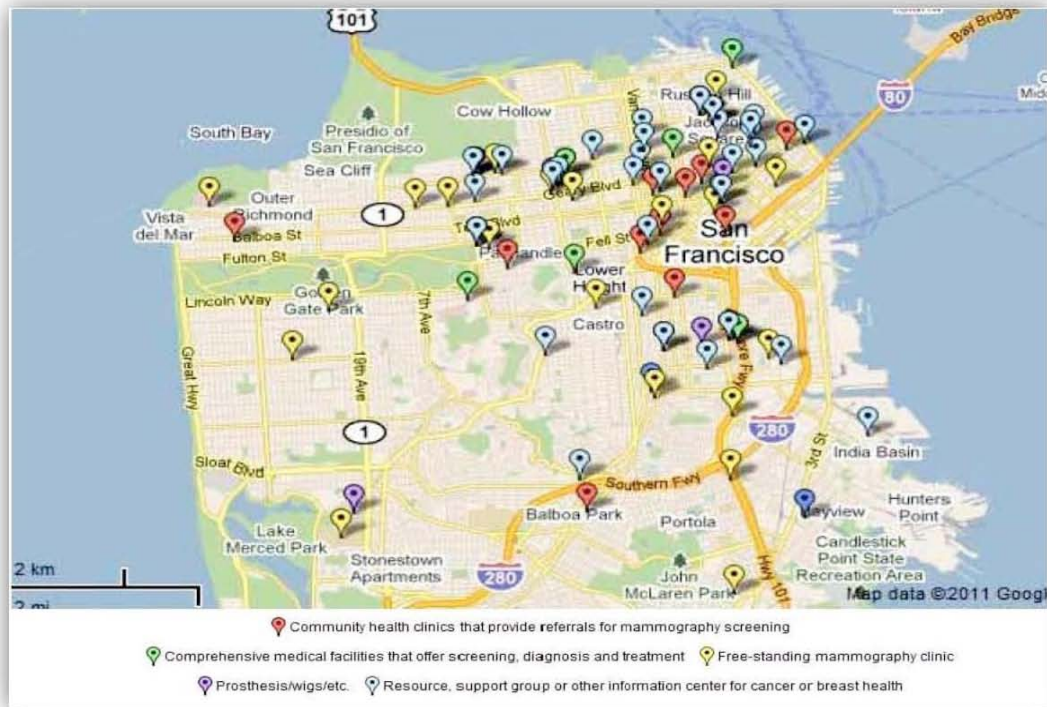 101
Bay Bridge
Cow Hollow
Russian Hill
80
South Bay
Presidio of
San Francisco
Square
Sea Cliff
Geary Blvd
Outer
Richmond
1
Vista
del Mar
Balboa St
Fell St
San
Francisco
Fulton St
Lower
Haight
Lincoln Way
Golden
Gate Park
7th Ave
Castro
Great Hwy
19th Ave
1
280
3rd St
India Basin
Sloat Blvd
Southern Fwy
Balboa Park
Hunters
Point
Bayview
Lake
Merced Park
Portola
Candlestick
Point State
Recreation Area
Stonestown
Apartments
2 km
280
John
McLaren Park
Hwy 101
2 mi
Map data ©2011 Google
Community health clinics that provide referrals for mammography screening
Comprehensive medical facilities that offer screening, diagnosis and treatment Free-standing mammography clinic
Prosthesis/wigs/etc. Resource, support group or other information center for cancer or breast health